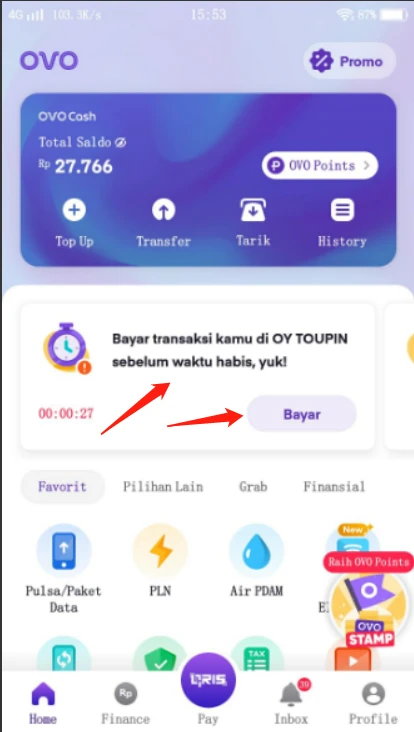 4G 103.3K/s 15:53 87%
OVO
Promo
OVO Cash
Total Saldo
Rp 27.766
P OVO Points >
Top Up Transfer Tarik History
Bayar transaksi kamu di OY TOUPIN
sebelum waktu habis, yuk!
00:00:27
Bayar
Favorit Pilihan Lain Grab Finansial
New
Raih OVO Points
Pulsa/Paket
Data
PLN
Air PDAM
OVO
STAMP
TAX
QRIS
39
Rp
Home Finance Pay Inbox Profile